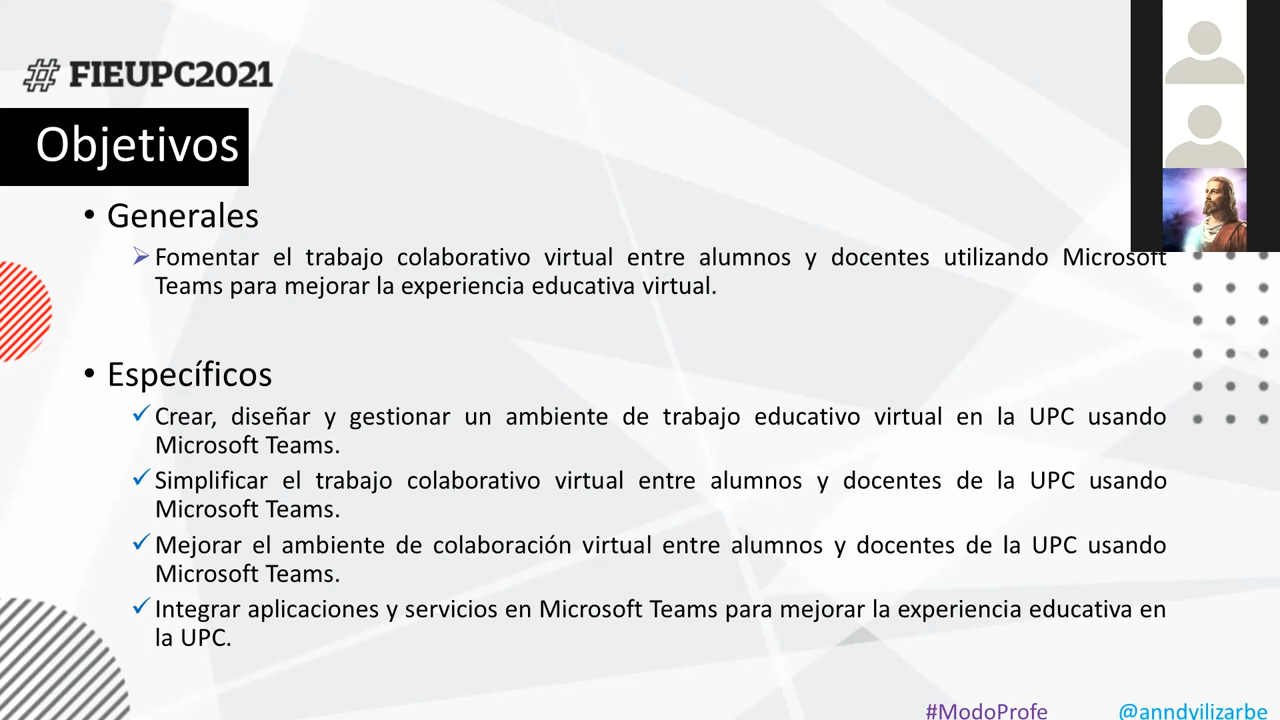 # FIEUPC2021
Objetivos
• Generales
Fomentar el trabajo colaborativo virtual entre alumnos y docentes utilizando Microsoft
Teams para mejorar la experiencia educativa virtual.
• Específicos
✓ Crear, diseñar y gestionar un ambiente de trabajo educativo virtual en la UPC usando
Microsoft Teams.
✓ Simplificar el trabajo colaborativo virtual entre alumnos y docentes de la UPC usando
Microsoft Teams.
✓ Mejorar el ambiente de colaboración virtual entre alumnos y docentes de la UPC usando
Microsoft Teams.
✓ Integrar aplicaciones y servicios en Microsoft Teams para mejorar la experiencia educativa en
la UPC.
#ModoProfe @anndvilizarbe